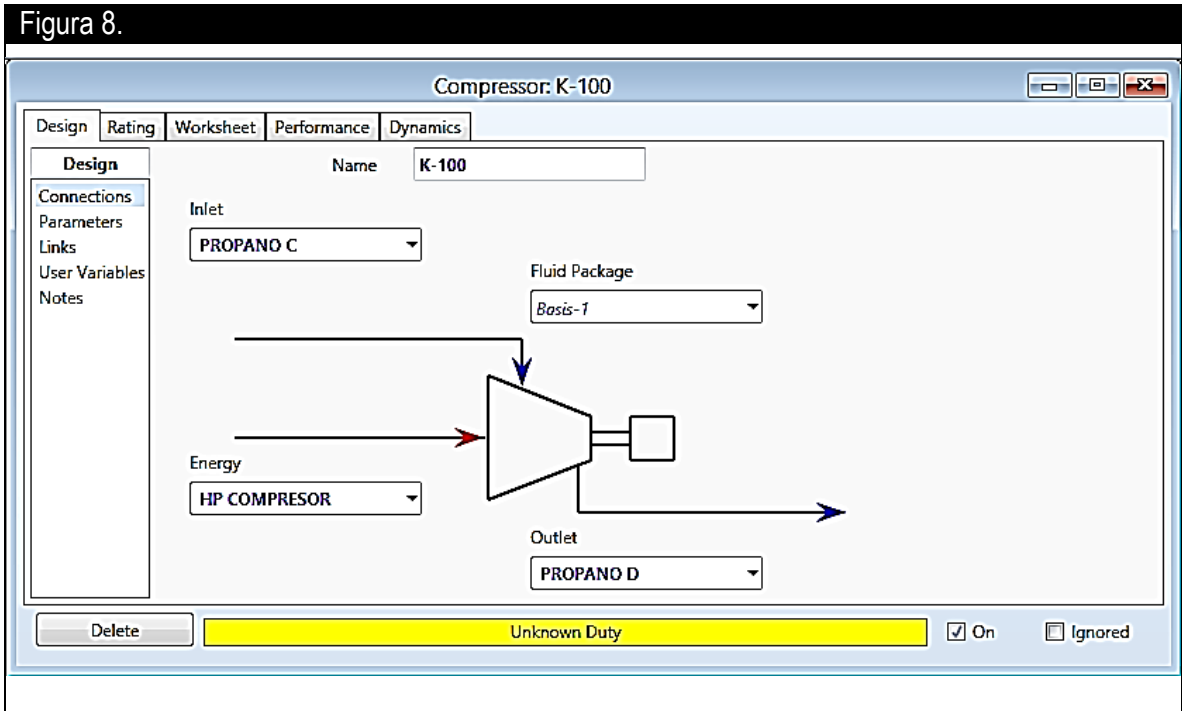 Figura 8.
Compressor: K-100
Design Rating Worksheet Performance Dynamics
Design
Connections
Parameters
Links
User Variables
Notes
Name K-100
Inlet
PROPANO C
Fluid Package
Basis-1
Energy
HP COMPRESOR
Outlet
PROPANO D
Delete Unknown Duty On Ignored